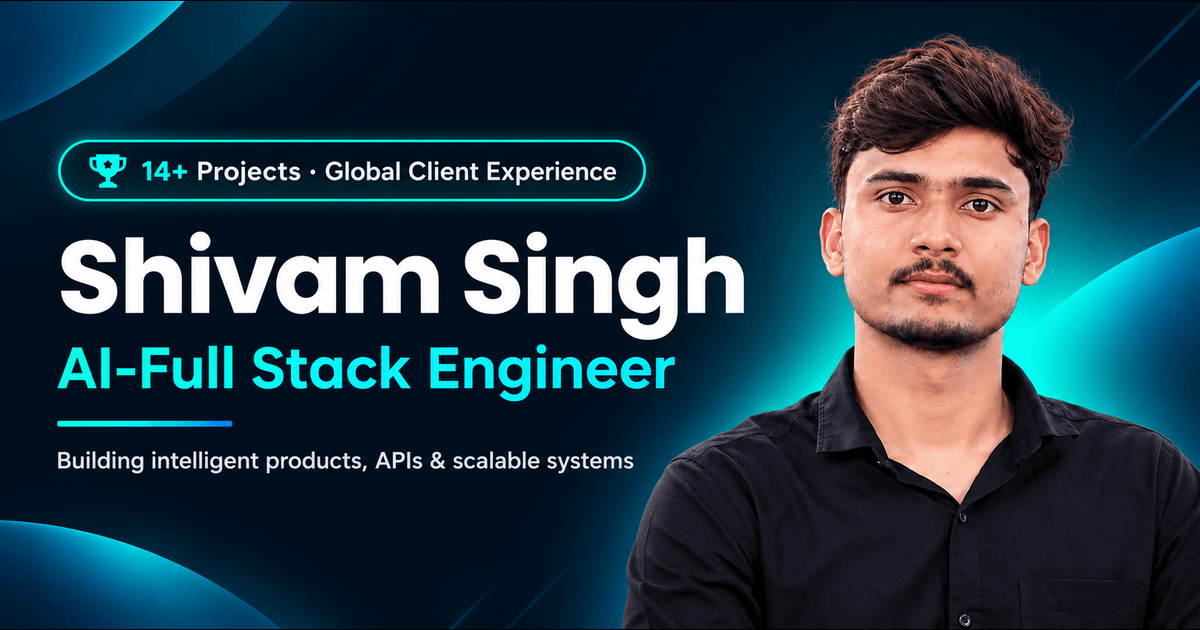 14+ Projects · Global Client Experience
Shivam Singh
AI-Full Stack Engineer
Building intelligent products, APIs & scalable systems